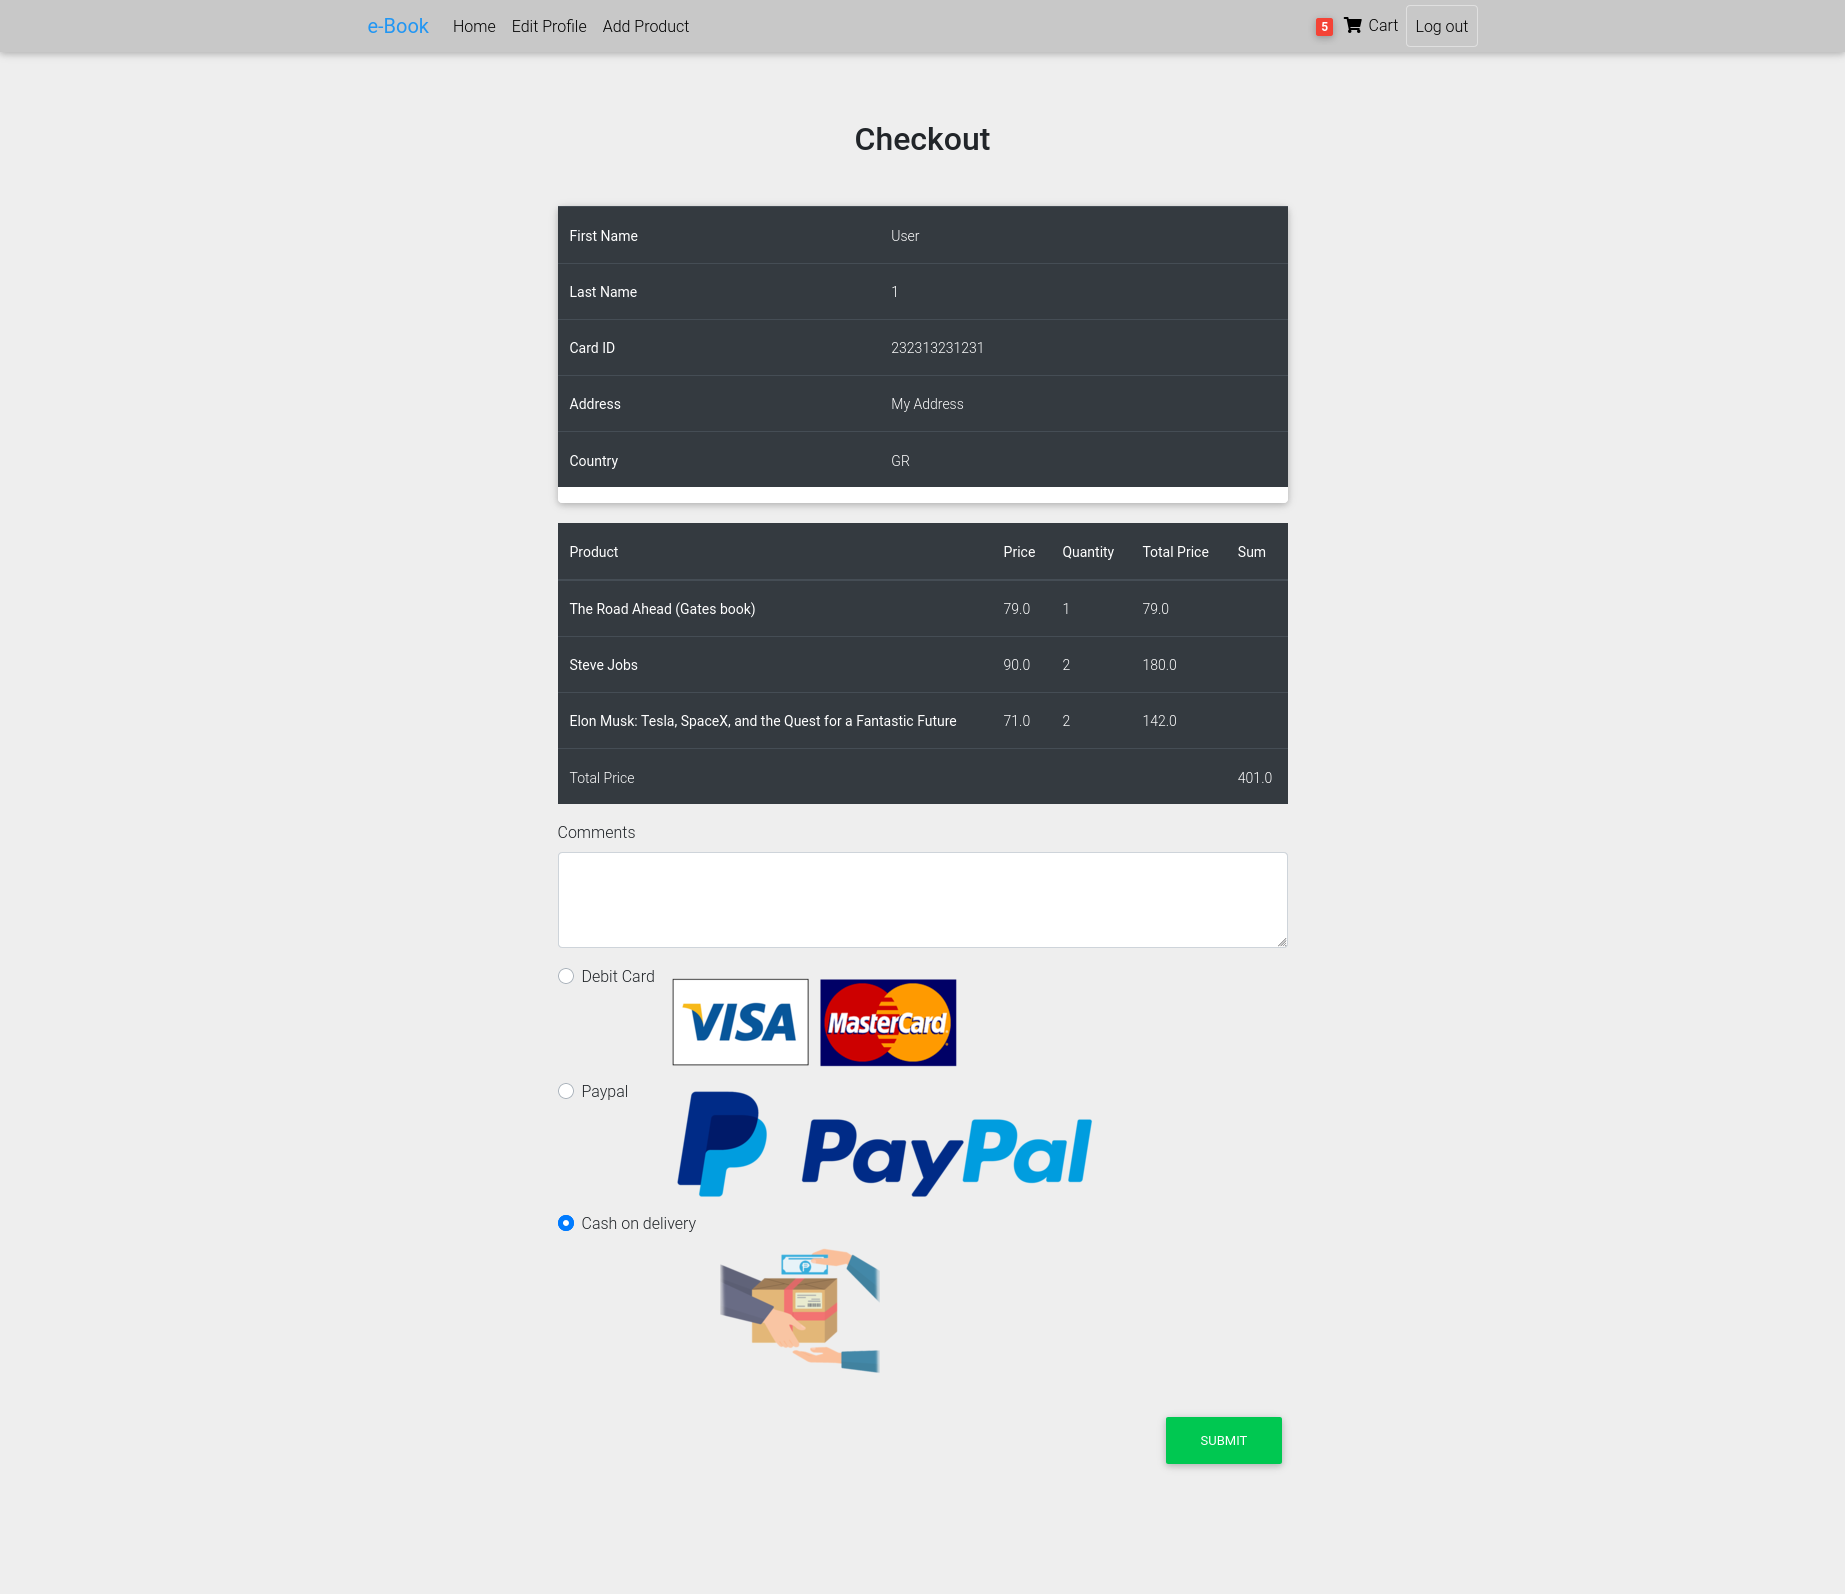 e-Book Home Edit Profile Add Product 5 Cart Log out
Checkout
First Name User
Last Name 1
Card ID 232313231231
Address My Address
Country GR
Product Price Quantity Total Price Sum
The Road Ahead (Gates book) 79.0 1 79.0
Steve Jobs 90.0 2 180.0
Elon Musk: Tesla, SpaceX, and the Quest for a Fantastic Future 71.0 2 142.0
Total Price 401.0
Comments
Debit Card
VISA MasterCard
Paypal
PayPal
Cash on delivery
SUBMIT